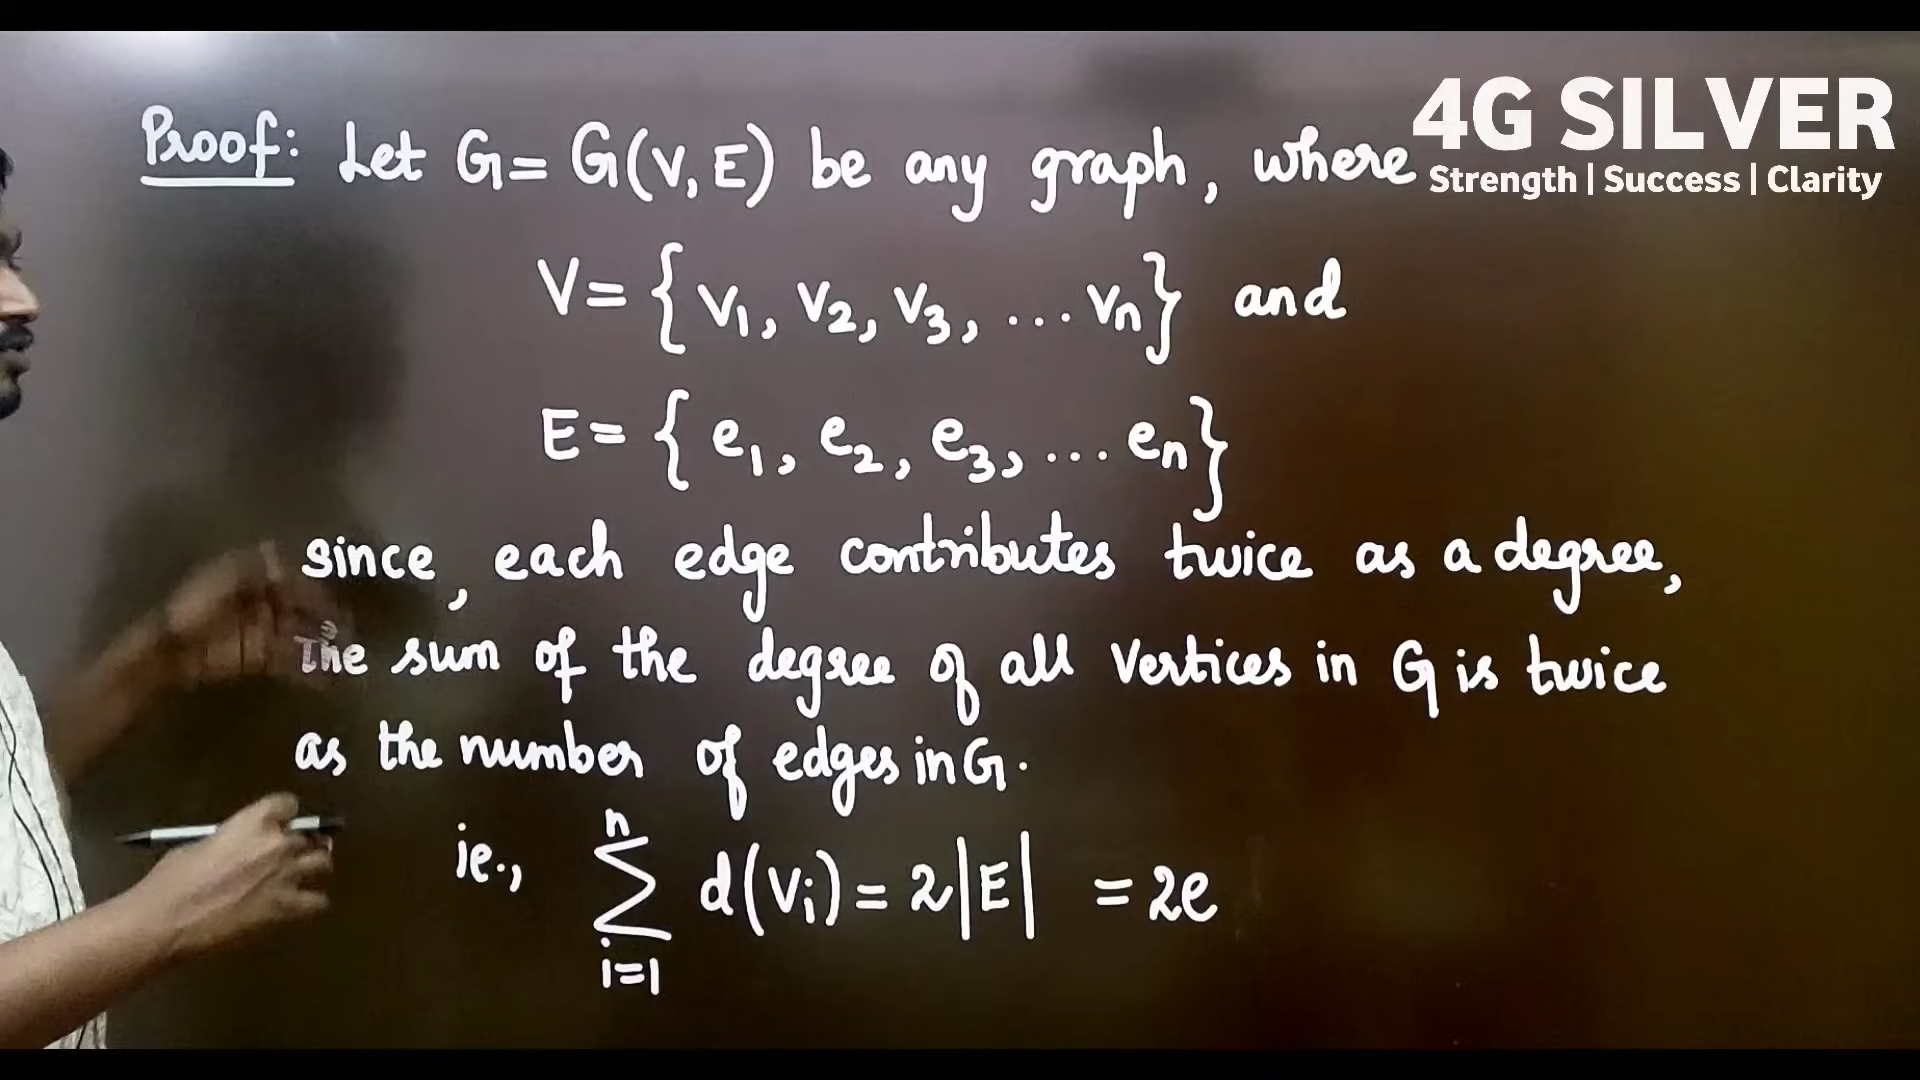 4G SILVER
Strength | Success | Clarity
Proof: Let G = G(V, E) be any graph, where
V = { v1, v2, v3, ... vn} and
E = { e1, e2, e3, ... en}
since, each edge contributes twice as a degree,
The sum of the degree of all vertices in G is twice
as the number of edges in G.
ie., n∑i=1 d(vi) = 2|E| = 2e